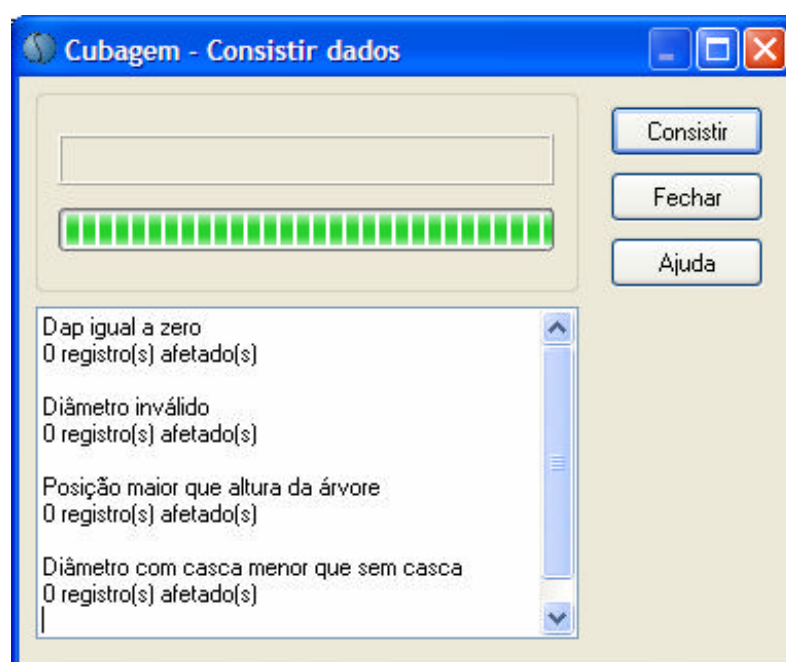 Cubagem - Consistir dados
Consistir
Fechar
Ajuda
Dap igual a zero
0 registro(s) afetado(s)
Diâmetro inválido
0 registro(s) afetado(s)
Posição maior que altura da árvore
0 registro(s) afetado(s)
Diâmetro com casca menor que sem casca
0 registro(s) afetado(s)